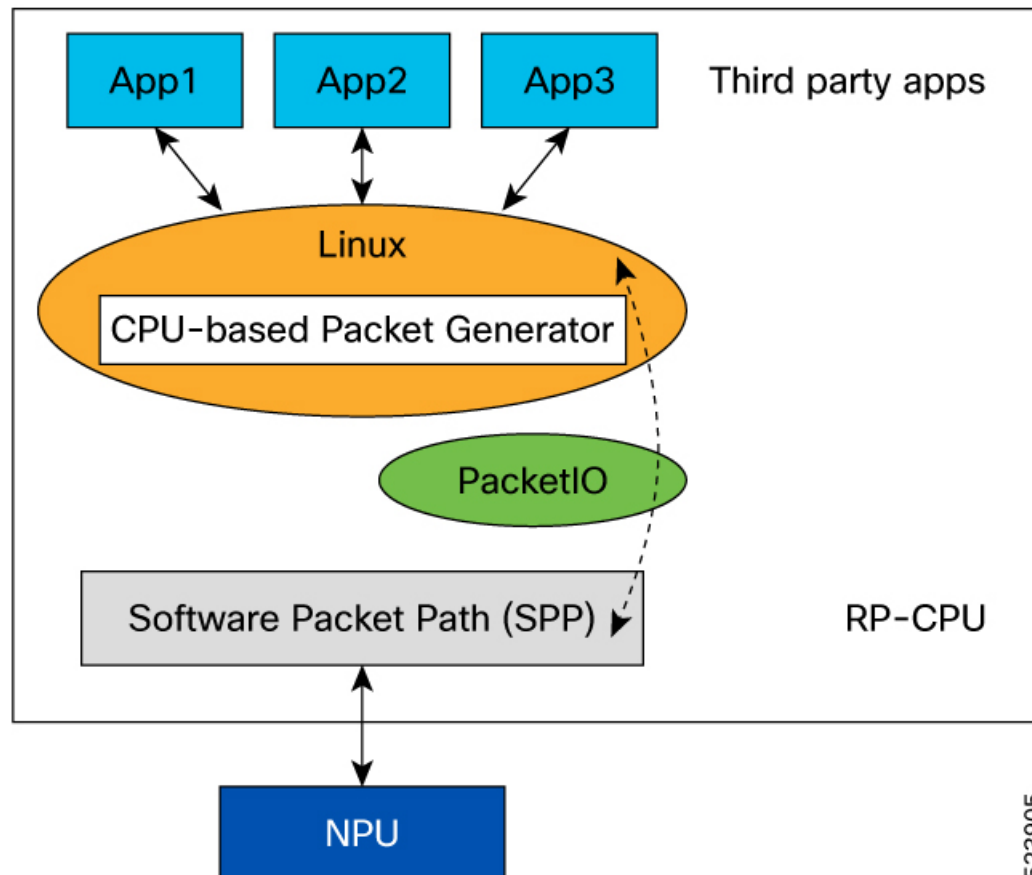 App1
App2
App3
Third party apps
Linux
CPU-based Packet Generator
PacketIO
Software Packet Path (SPP)
RP-CPU
NPU
523905